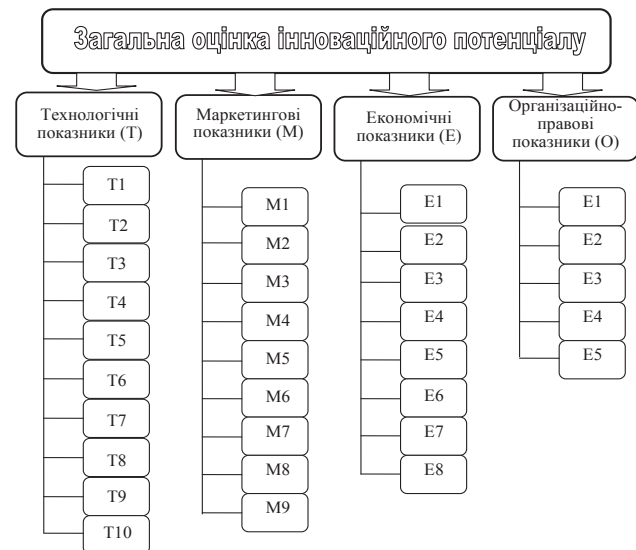 Загальна оцінка інноваційного потенціалу
Технологічні
показники (Т)
Т1
Т2
Т3
Т4
Т5
Т6
Т7
Т8
Т9
Т10
Маркетингові
показники (М)
М1
М2
М3
М4
М5
М6
М7
М8
М9
Економічні
показники (Е)
Е1
Е2
Е3
Е4
Е5
Е6
Е7
Е8
Організаційно-
правові
показники (О)
Е1
Е2
Е3
Е4
Е5